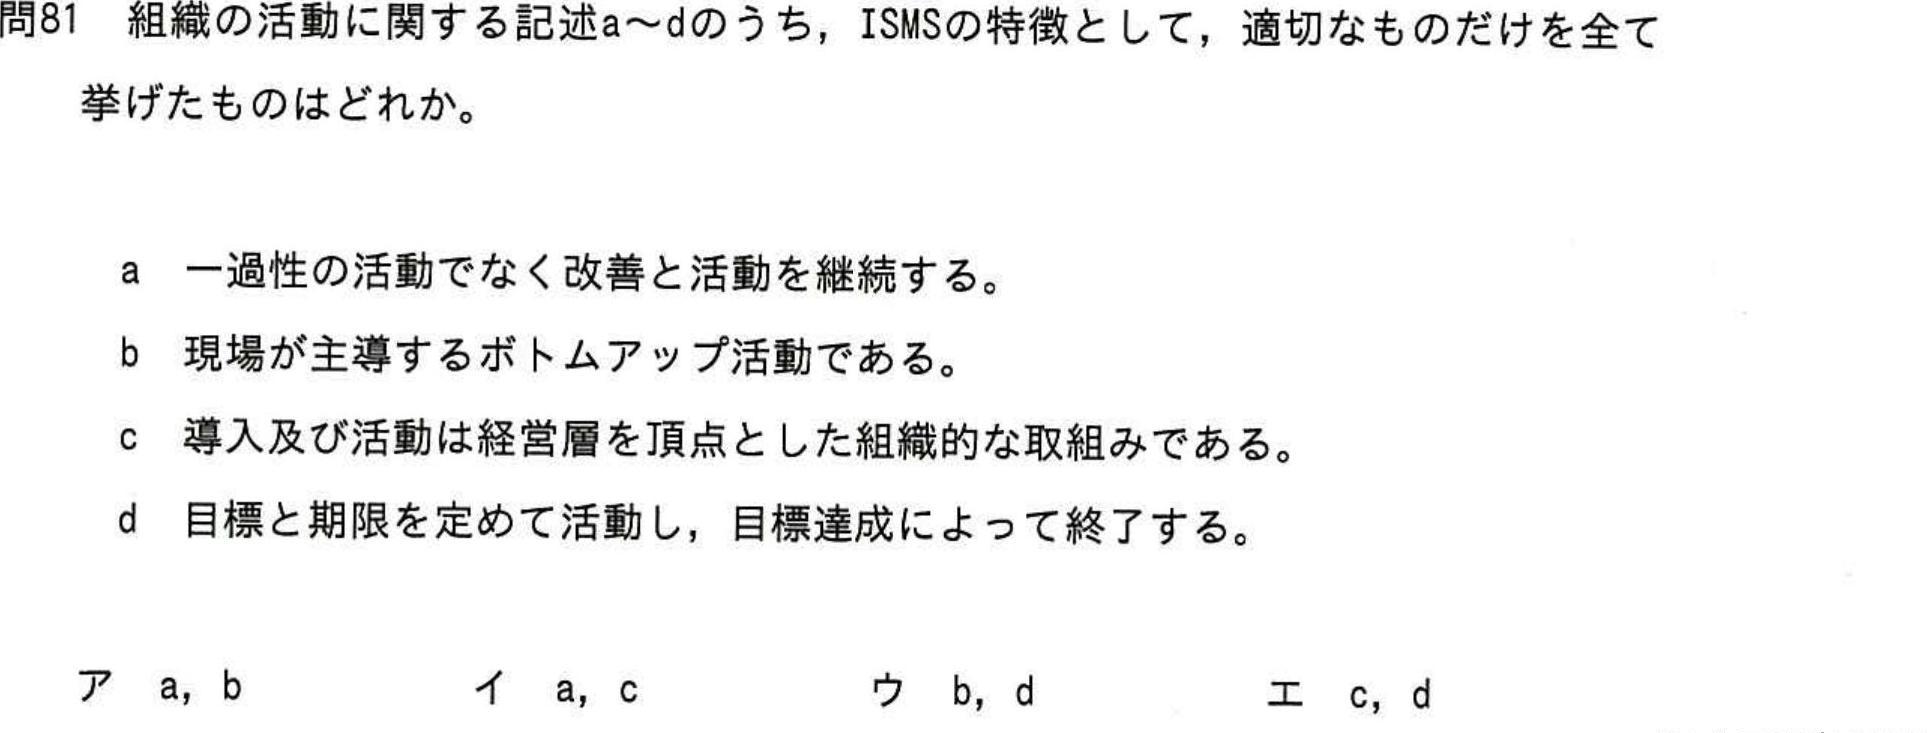 問81 組織の活動に関する記述a～dのうち，ISMSの特徴として，適切なものだけを全て
挙げたものはどれか。
a 一過性の活動でなく改善と活動を継続する。
b 現場が主導するボトムアップ活動である。
c 導入及び活動は経営層を頂点とした組織的な取組みである。
d 目標と期限を定めて活動し，目標達成によって終了する。
ア a, b イ a, c ウ b, d エ c, d